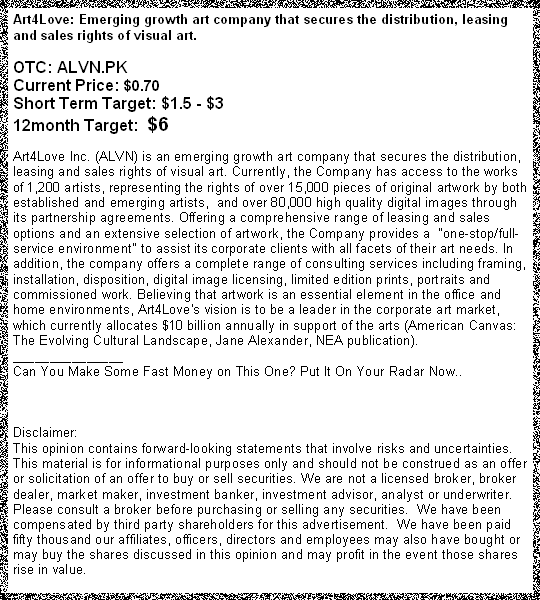 Art4Love: Emerging growth art company that secures the distribution, leasing
and sales rights of visual art.
OTC: ALVN.PK
Current Price: $0.70
Short Term Target: $1.5 - $3
12month Target:  $6
Art4Love Inc. (ALVN) is an emerging growth art company that secures the distribution,
leasing and sales rights of visual art. Currently, the Company has access to the works
of 1,200 artists, representing the rights of over 15,000 pieces of original artwork by both
established and emerging artists,  and over 80,000 high quality digital images through
its partnership agreements. Offering a comprehensive range of leasing and sales
options and an extensive selection of artwork, the Company provides a  "one-stop/full-
service environment" to assist its corporate clients with all facets of their art needs. In
addition, the company offers a complete range of consulting services including framing,
installation, disposition, digital image licensing, limited edition prints, portraits and
commissioned work. Believing that artwork is an essential element in the office and
home environments, Art4Love's vision is to be a leader in the corporate art market,
which currently allocates $10 billion annually in support of the arts (American Canvas:
The Evolving Cultural Landscape, Jane Alexander, NEA publication).
_______________
Can You Make Some Fast Money on This One? Put It On Your Radar Now..
Disclaimer:
This opinion contains forward-looking statements that involve risks and uncertainties.
This material is for informational purposes only and should not be construed as an offer
or solicitation of an offer to buy or sell securities. We are not a licensed broker, broker
dealer, market maker, investment banker, investment advisor, analyst or underwriter.
Please consult a broker before purchasing or selling any securities.  We have been
compensated by third party shareholders for this advertisement.  We have been paid
fifty thousand our affiliates, officers, directors and employees may also have bought or
may buy the shares discussed in this opinion and may profit in the event those shares
rise in value.